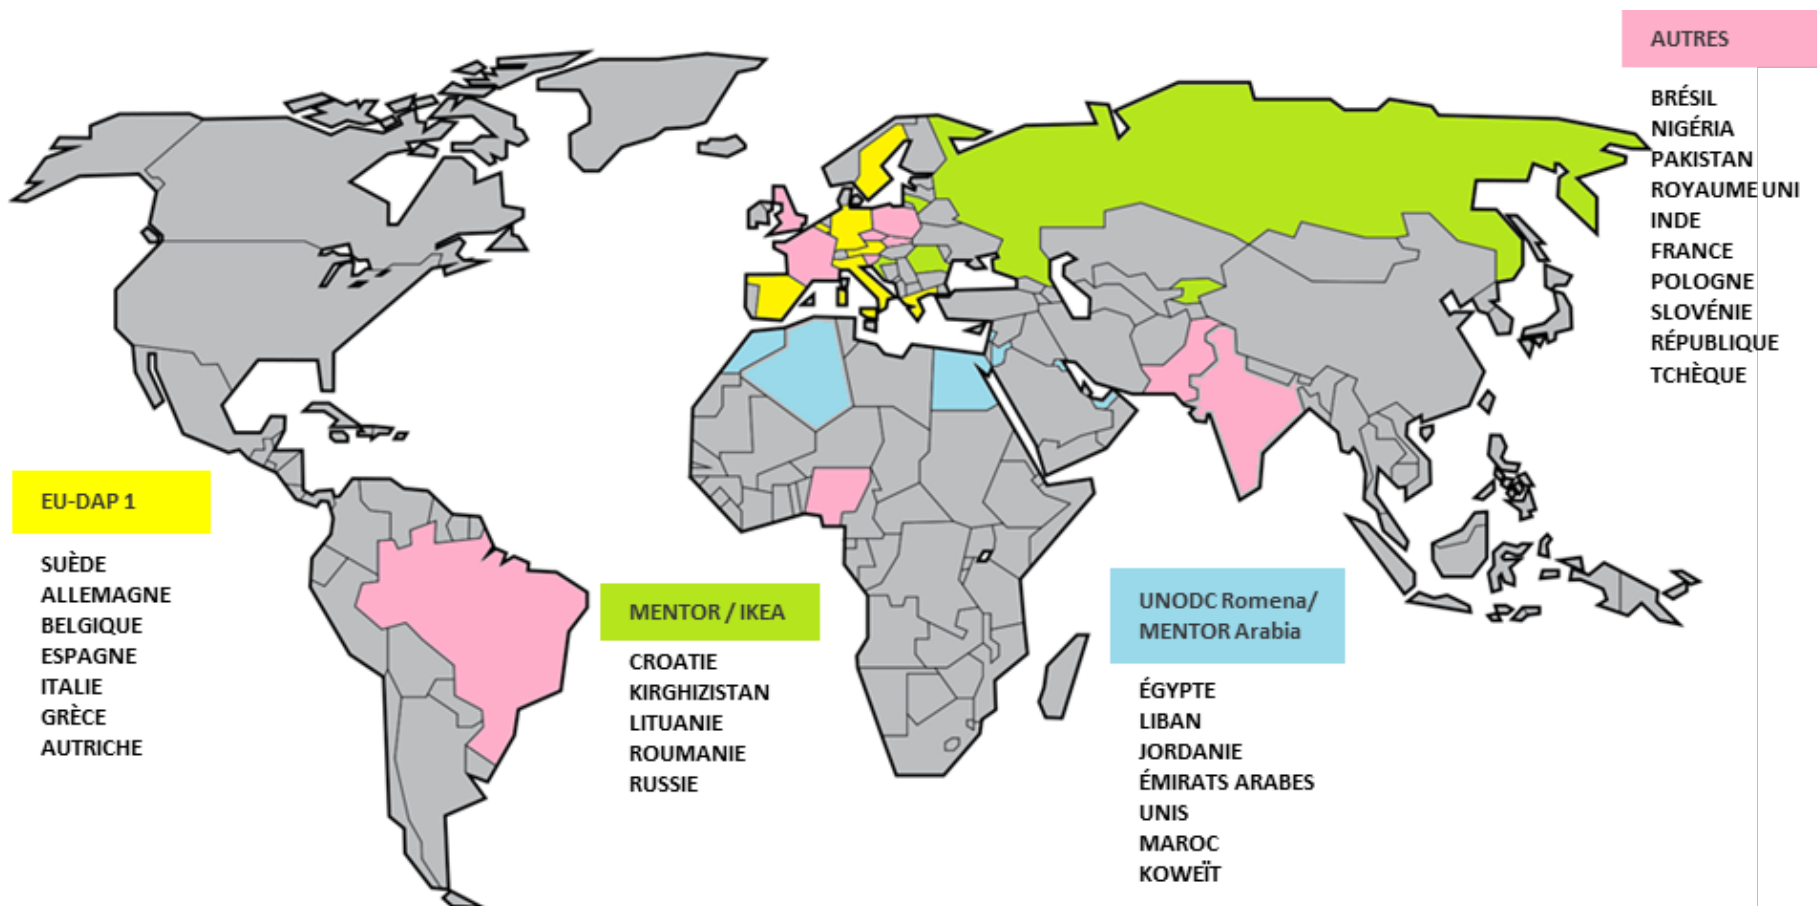 AUTRES
BRÉSIL
NIGÉRIA
PAKISTAN
ROYAUME UNI
INDE
FRANCE
POLOGNE
SLOVÉNIE
RÉPUBLIQUE
TCHÈQUE
EU-DAP 1
SUÈDE
ALLEMAGNE
BELGIQUE
ESPAGNE
ITALIE
GRÈCE
AUTRICHE
MENTOR / IKEA
CROATIE
KIRGHIZISTAN
LITUANIE
ROUMANIE
RUSSIE
UNODC Romena/
MENTOR Arabia
ÉGYPTE
LIBAN
JORDANIE
ÉMIRATS ARABES
UNIS
MAROC
KOWEÏT